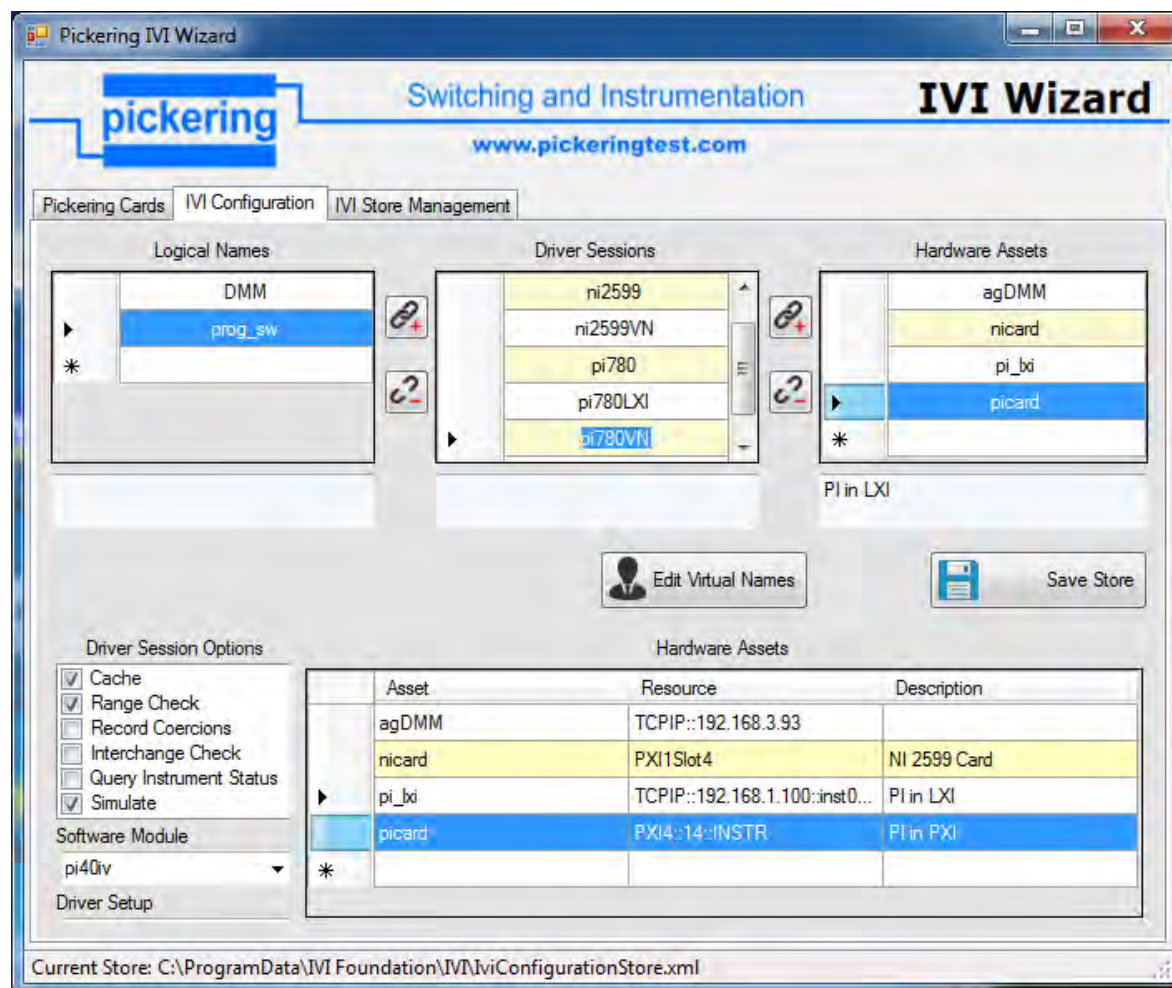 Pickering IVI Wizard
pickering
Switching and Instrumentation
IVI Wizard
www.pickeringtest.com
Pickering Cards
IVI Configuration
IVI Store Management
Logical Names
DMM
prog_sw
Driver Sessions
ni2599
ni2599VN
pi780
pi780LXI
pi780VN
Hardware Assets
agDMM
nicard
pi_lxi
picard
PI in LXI
Edit Virtual Names
Save Store
Driver Session Options
Cache
Range Check
Record Coercions
Interchange Check
Query Instrument Status
Simulate
Software Module
pi40iv
Driver Setup
Hardware Assets
Asset Resource Description
agDMM TCPIP::192.168.3.93
nicard PXI1Slot4 NI 2599 Card
pi_lxi TCPIP::192.168.1.100::inst0... PI in LXI
picard PXI4::14::INSTR PI in PXI
Current Store: C:\ProgramData\IVI Foundation\IVI\IviConfigurationStore.xml